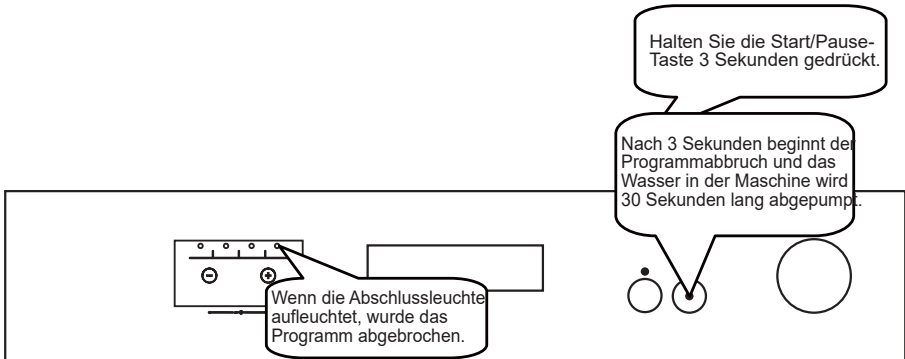 Halten Sie die Start/Pause-
Taste 3 Sekunden gedrückt.
Nach 3 Sekunden beginnt der
Programmabbruch und das
Wasser in der Maschine wird
30 Sekunden lang abgepumpt.
Wenn die Abschlussleuchte
aufleuchtet, wurde das
Programm abgebrochen.